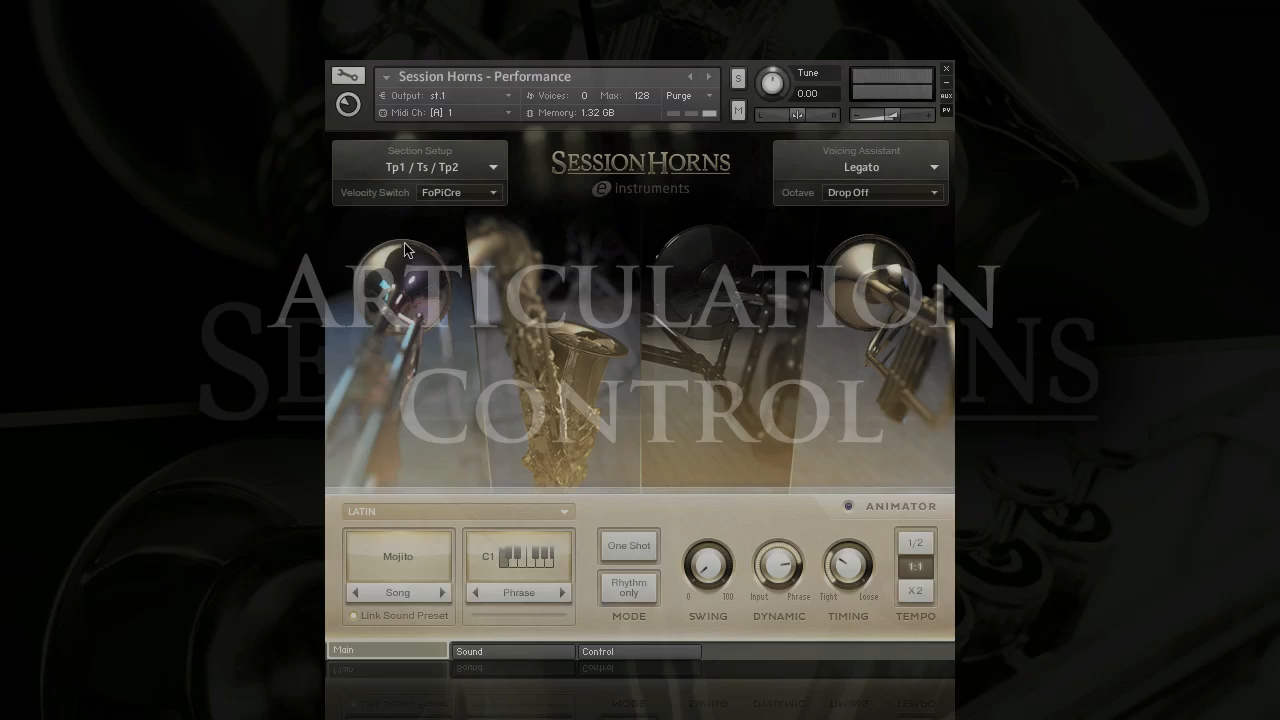 Session Horns - Performance
Output: st.1
Voices: 0 Max: 128
Purge
Midi Ch: [A] 1
Memory: 1.32 GB
S
M
Tune
0.00
L R
AUX
PV
Section Setup
Tp1 / Ts / Tp2
Velocity Switch FoPiCre
SESSION HORNS
e instruments
Voicing Assistant
Legato
Octave Drop Off
ARTICULATION
CONTROL
LATIN
ANIMATOR
Mojito
Song
Link Sound Preset
C1
Phrase
One Shot
Rhythm
only
MODE
0 100
SWING
Input Phrase
DYNAMIC
Tight Loose
TIMING
1/2
1:1
X2
TEMPO
Main
Sound
Control